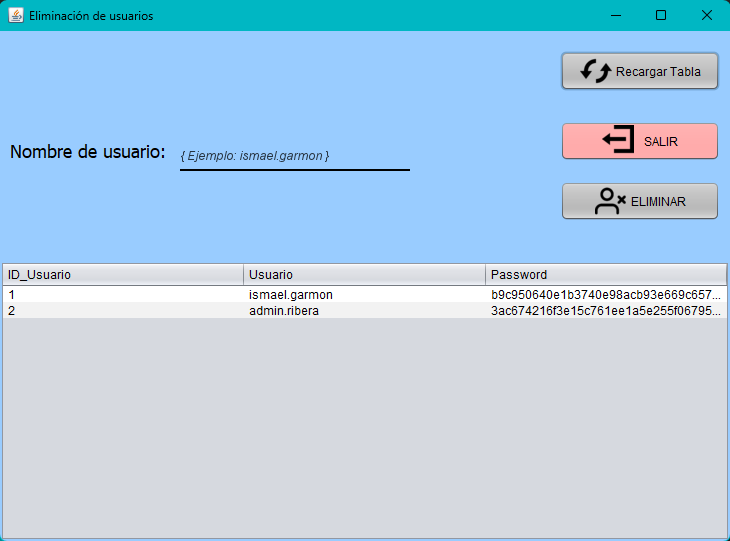 Eliminación de usuarios
Recargar Tabla
Nombre de usuario: { Ejemplo: ismael.garmon }
SALIR
ELIMINAR
ID_Usuario Usuario Password
1 ismael.garmon b9c950640e1b3740e98acb93e669c657...
2 admin.ribera 3ac674216f3e15c761ee1a5e255f06795...